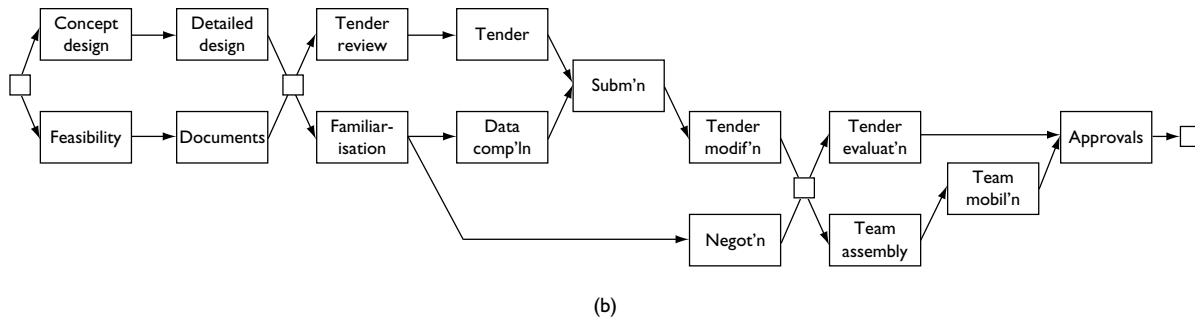 Concept
design
Detailed
design
Tender
review
Tender
Subm'n
Feasibility
Documents
Familiar-
isation
Data
comp'ln
Tender
modif'n
Tender
evaluat'n
Approvals
Team
mobil'n
Negot'n
Team
assembly
(b)